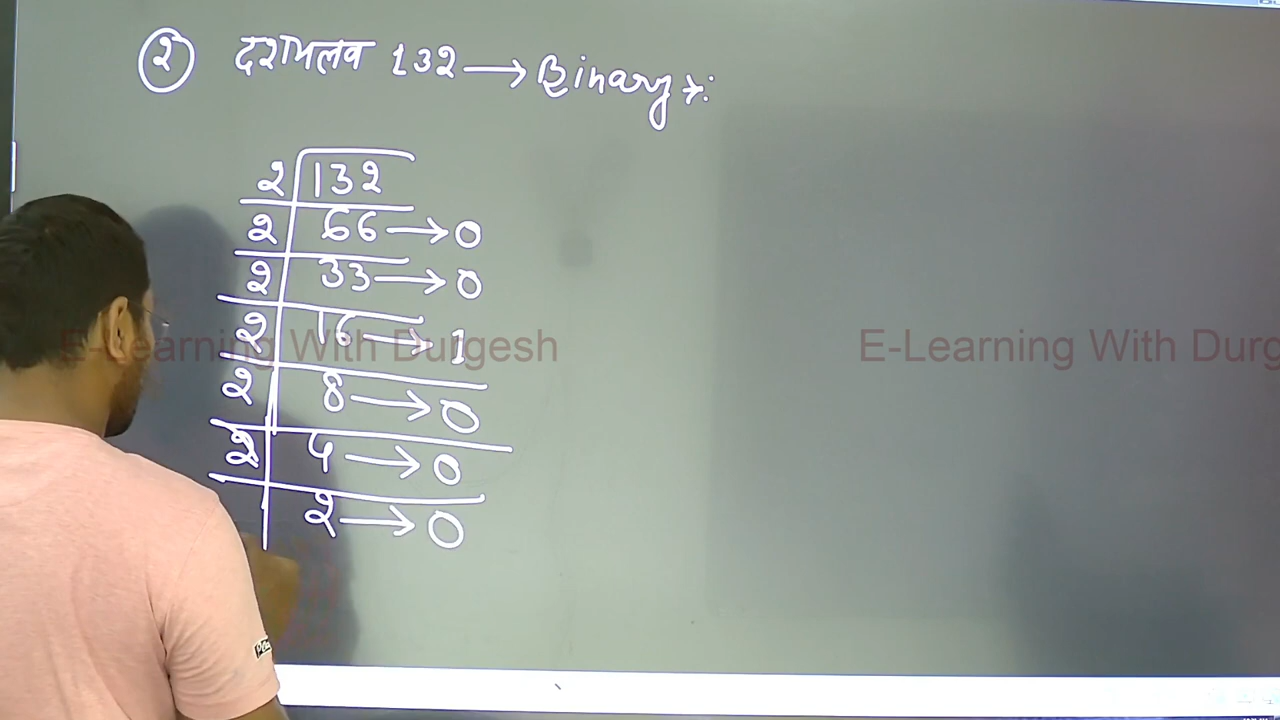 2 दशमलव 132 → Binary →:
2 132
2 66 → 0
2 33 → 0
2 16 → 1
2 8 → 0
2 4 → 0
2 → 0
E-Learning With Durgesh
E-Learning With Durg